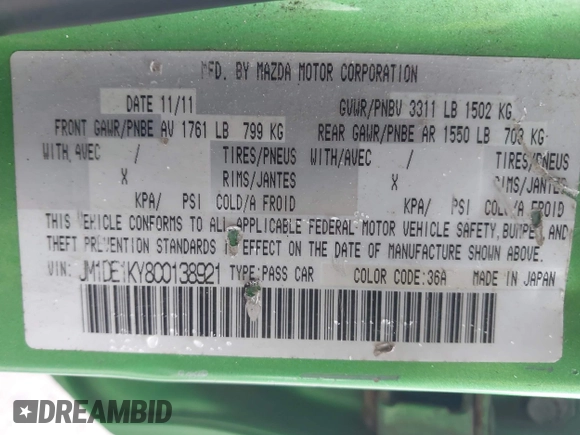 MFD. BY MAZDA MOTOR CORPORATION
DATE 11/11 GVWR/PNBV 3311 LB 1502 KG
FRONT GAWR/PNBE AV 1761 LB 799 KG REAR GAWR/PNBE AR 1550 LB 703 KG
WITH/AVEC / TIRES/PNEUS WITH/AVEC / TIRES/PNEUS
X RIMS/JANTES X RIMS/JANTES
KPA/ PSI COLD/A FROID KPA/ PSI COLD/A FROID
THIS VEHICLE CONFORMS TO ALL APPLICABLE FEDERAL MOTOR VEHICLE SAFETY, BUMPER, AND
THEFT PREVENTION STANDARDS IN EFFECT ON THE DATE OF MANUFACTURE SHOWN ABOVE.
VIN: JM1DE1KY8C0138921 TYPE:PASS CAR COLOR CODE:36A MADE IN JAPAN
DREAMBID